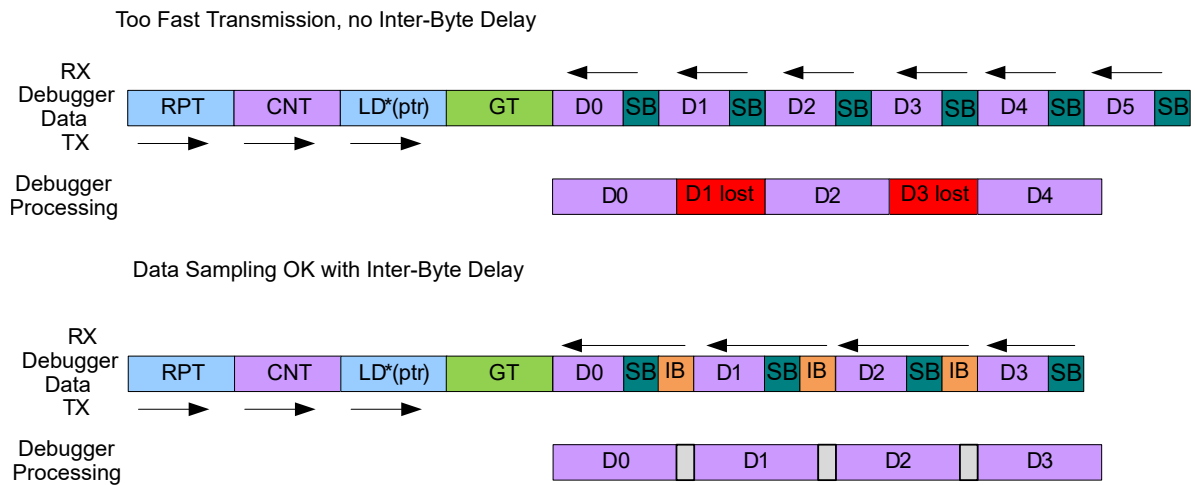 Too Fast Transmission, no Inter-Byte Delay
RX
Debugger
Data
TX
RPT CNT LD*(ptr) GT D0 SB D1 SB D2 SB D3 SB D4 SB D5 SB
Debugger
Processing
D0 D1 lost D2 D3 lost D4
Data Sampling OK with Inter-Byte Delay
RX
Debugger
Data
TX
RPT CNT LD*(ptr) GT D0 SB IB D1 SB IB D2 SB IB D3 SB
Debugger
Processing
D0 D1 D2 D3